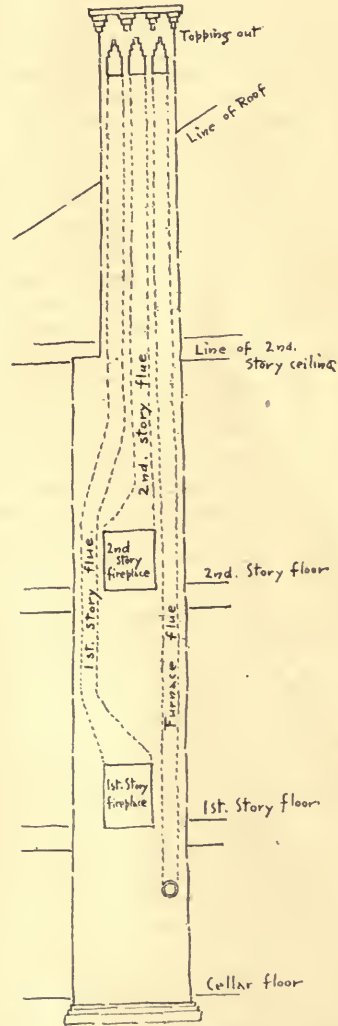 Topping out
Line of Roof
Line of 2nd.
Story ceiling
2nd. story flue
2nd
Story
fireplace
2nd. Story floor
1st. story flue.
Furnace flue
1st. Story
fireplace
1st. Story floor
Cellar floor